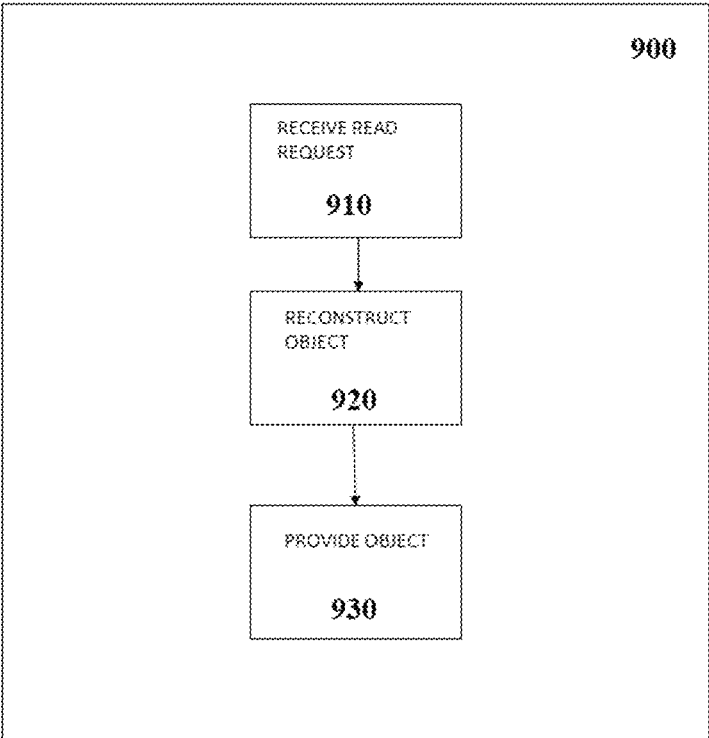 900
RECEIVE READ
REQUEST
910
RECONSTRUCT
OBJECT
920
PROVIDE OBJECT
930